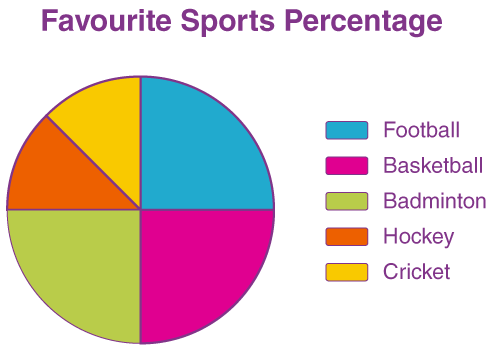 Favourite Sports Percentage
Football
Basketball
Badminton
Hockey
Cricket